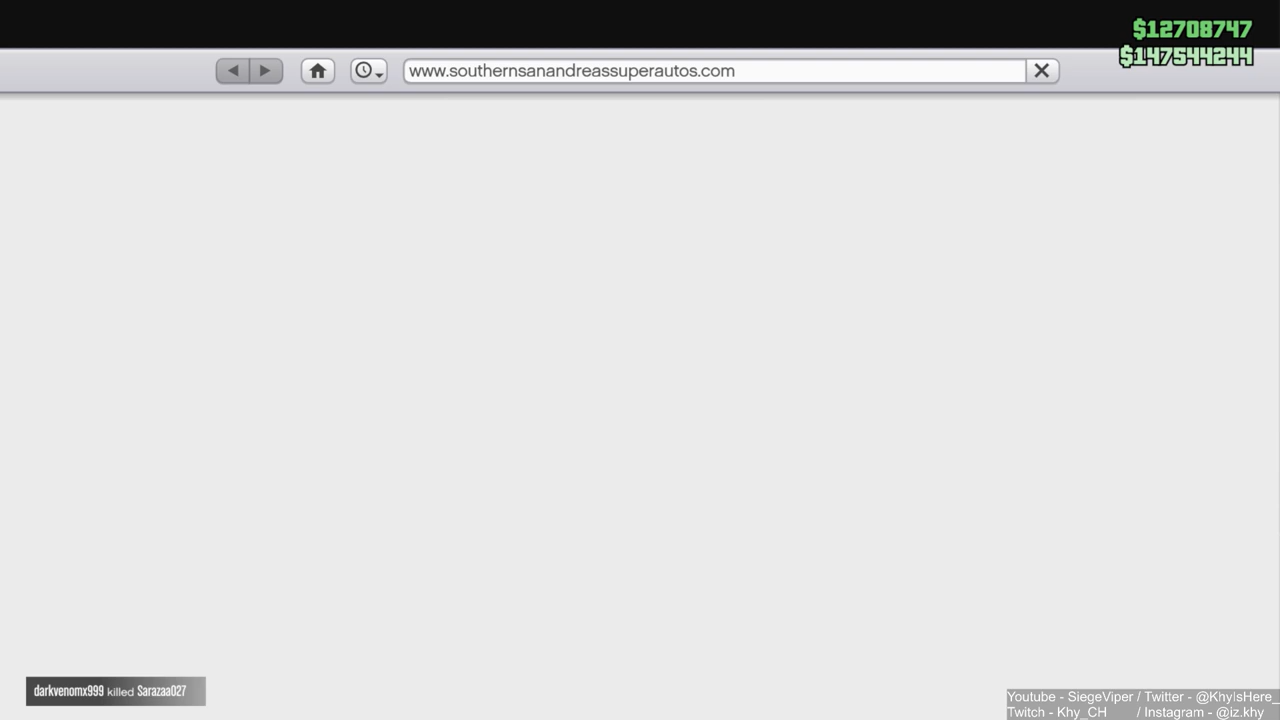 $12708747
$147544244
www.southernsanandreassuperautos.com
darkvenomx999 killed Sarazaa027
Youtube - SiegeViper / Twitter - @KhyIsHere_
Twitch - Khy_CH / Instagram - @iz.khy